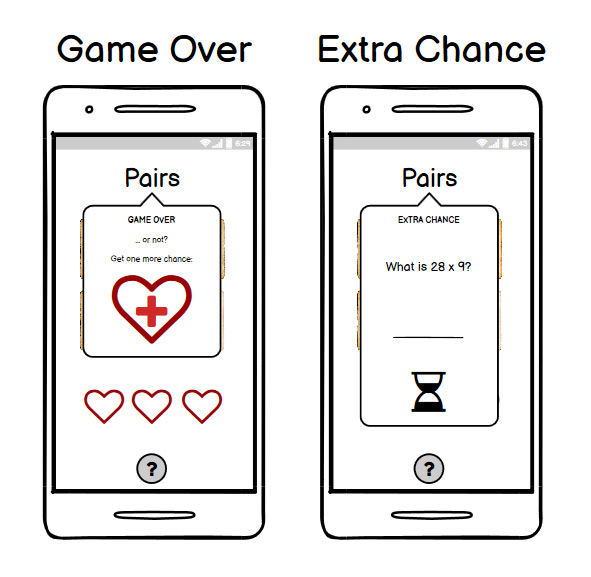 Game Over
Extra Chance
6:29
Pairs
GAME OVER
... or not?
Get one more chance:
?
6:43
Pairs
EXTRA CHANCE
What is 28 x 9?
?